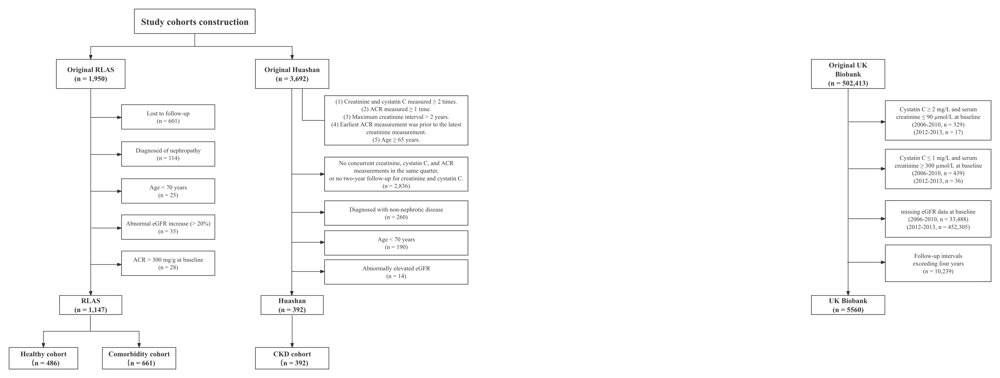 Study cohorts construction
Original RLAS
(n = 1,950)
Lost to follow-up
(n = 601)
Diagnosed of nephropathy
(n = 114)
Age < 70 years
(n = 25)
Abnormal eGFR increase (> 20%)
(n = 35)
ACR > 300 mg/g at baseline
(n = 28)
RLAS
(n = 1,147)
Healthy cohort
(n = 486)
Comorbidity cohort
(n = 661)
Original Huashan
(n = 3,692)
(1) Creatinine and cystatin C measured ≥ 2 times.
(2) ACR measured ≥ 1 time.
(3) Maximum creatinine interval > 2 years.
(4) Earliest ACR measurement was prior to the latest
creatinine measurement.
(5) Age ≥ 65 years.
No concurrent creatinine, cystatin C, and ACR
measurements in the same quarter,
or no two-year follow-up for creatinine and cystatin C.
(n = 2,836)
Diagnosed with non-nephrotic disease
(n = 260)
Age < 70 years
(n = 190)
Abnormally elevated eGFR
(n = 14)
Huashan
(n = 392)
CKD cohort
(n = 392)
Original UK
Biobank
(n = 502,413)
Cystatin C ≥ 2 mg/L and serum
creatinine ≤ 90 µmol/L at baseline
(2006-2010, n = 329)
(2012-2013, n = 17)
Cystatin C ≤ 1 mg/L and serum
creatinine ≥ 300 µmol/L at baseline
(2006-2010, n = 439)
(2012-2013, n = 36)
missing eGFR data at baseline
(2006-2010, n = 33,488)
(2012-2013, n = 452,305)
Follow-up intervals
exceeding four years
(n = 10,239)
UK Biobank
(n = 5560)